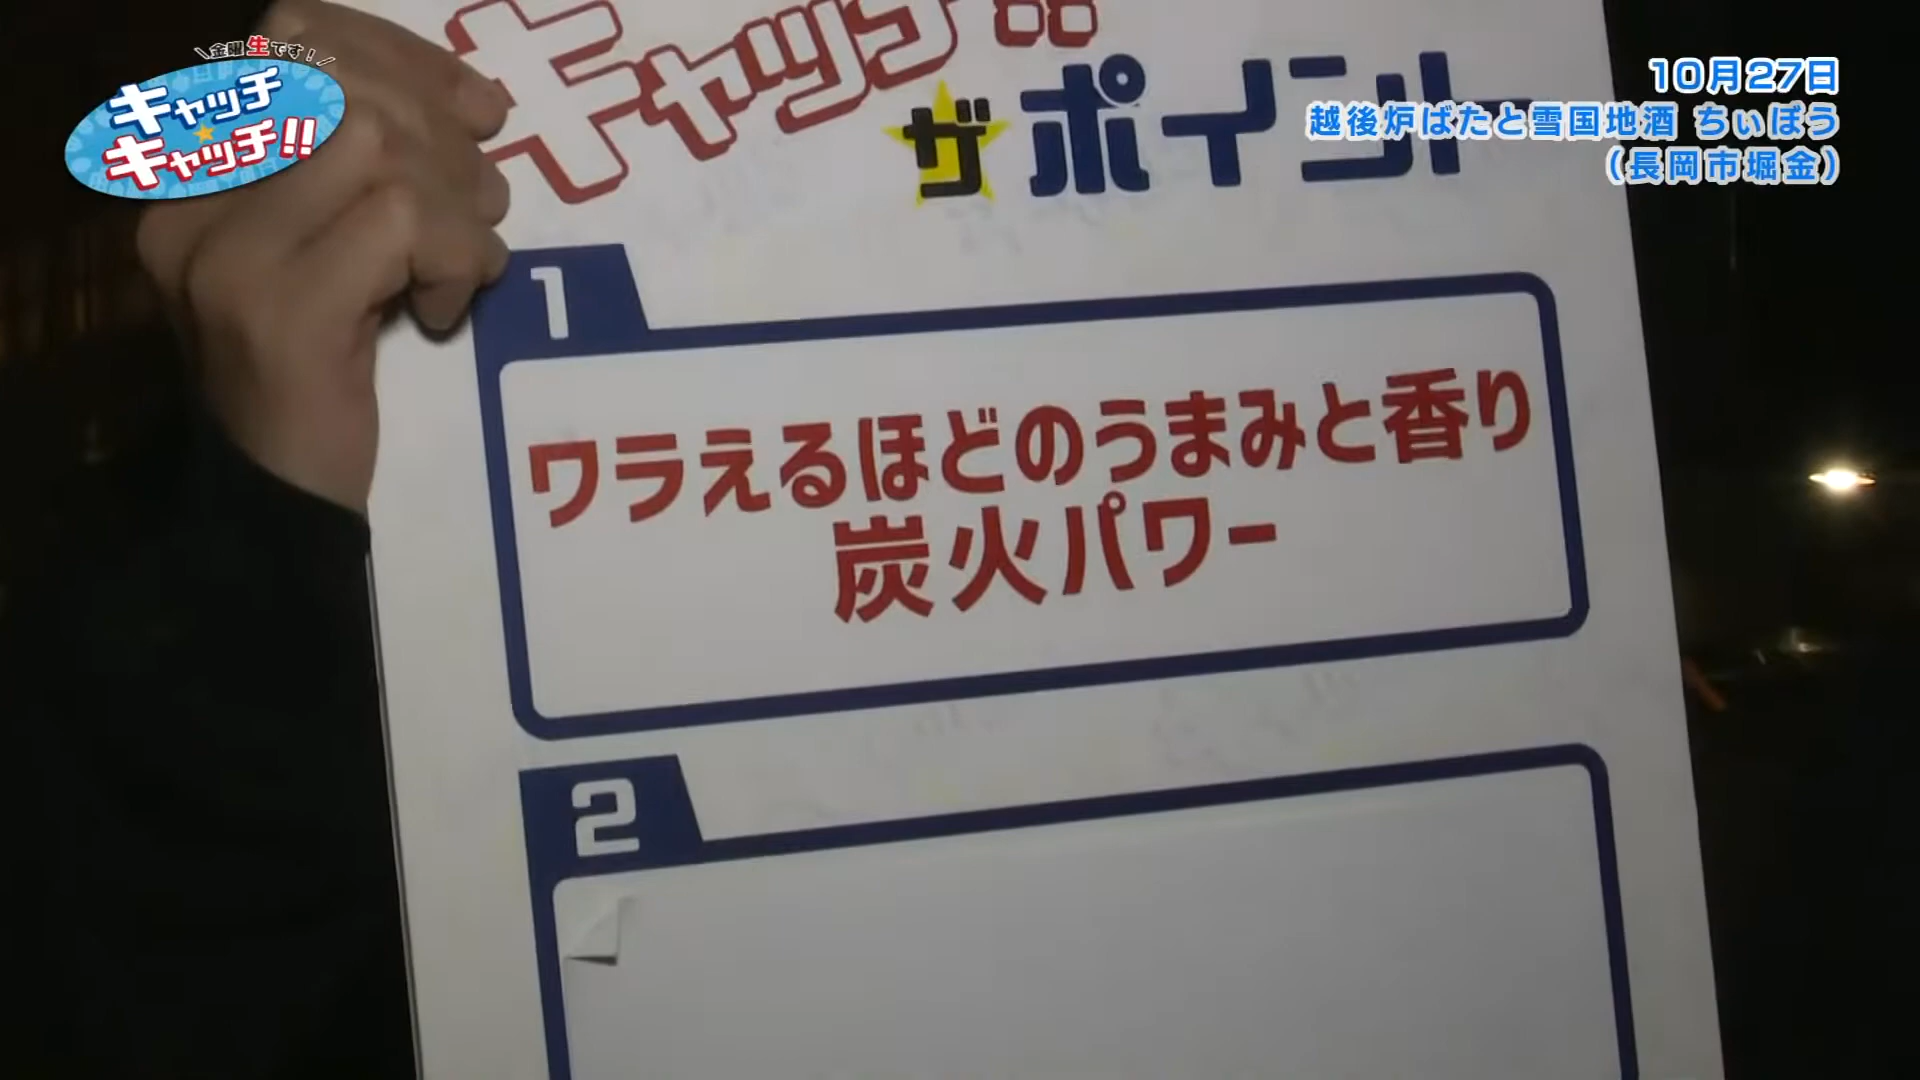 金曜生です!
キャッチ
キャッチ!!
10月27日
越後炉ばたと雪国地酒 ちぃぼう
(長岡市堀金)
キャッチ!!
ザ ポイント
1
ワラえるほどのうまみと香り
炭火パワー
2